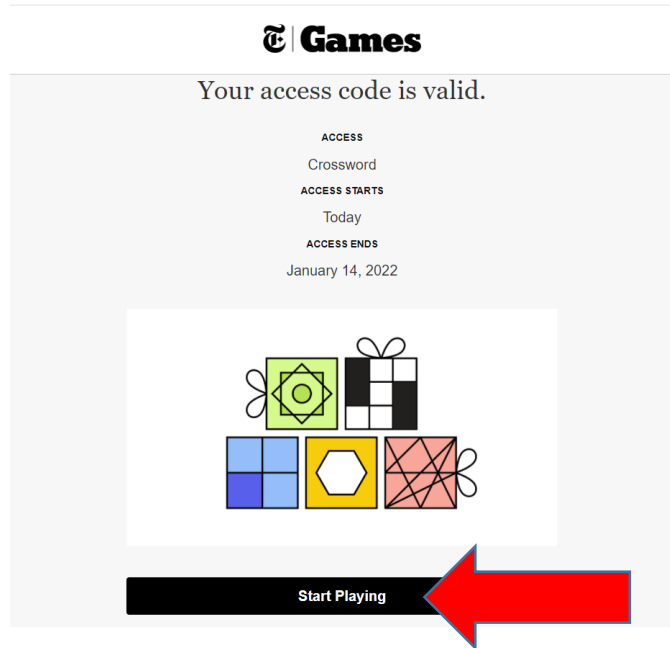 T Games
Your access code is valid.
ACCESS
Crossword
ACCESS STARTS
Today
ACCESS ENDS
January 14, 2022
Start Playing